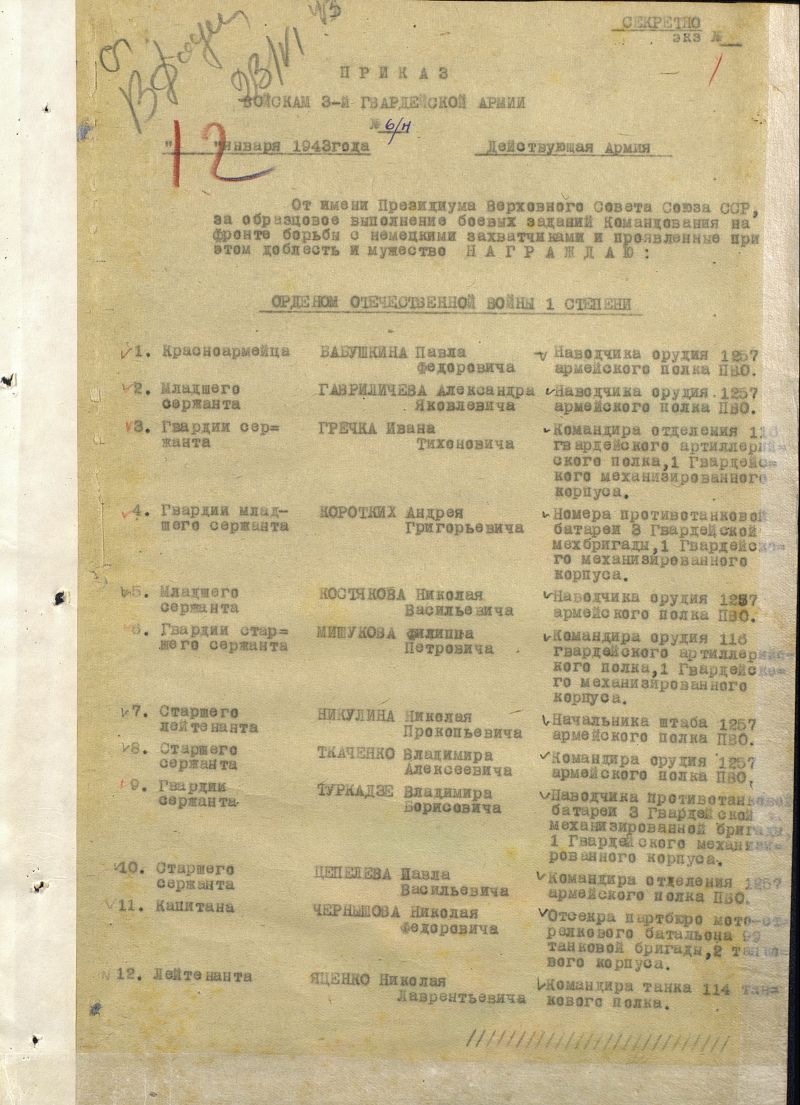 СЕКРЕТНО
экз №
1
23/VI 43
ПРИКАЗ
ВОЙСКАМ 3-й ГВАРДЕЙСКОЙ АРМИИ
№ б/н
"12" января 1943года Действующая Армия
От имени Президиума Верховного Совета Союза ССР,
за образцовое выполнение боевых заданий Командования на
фронте борьбы с немецкими захватчиками и проявленные при
этом доблесть и мужество НАГРАЖДАЮ:
ОРДЕНОМ ОТЕЧЕСТВЕННОЙ ВОЙНЫ 1 СТЕПЕНИ
1. Красноармейца БАБУШКИНА Павла Наводчика орудия 1257
Федоровича армейского полка ПВО.
2. Младшего ГАВРИЛИЧЕВА Александра Наводчика орудия 1257
сержанта Яковлевича армейского полка ПВО.
3. Гвардии сер= ГРЕЧКА Ивана Командира отделения 116
жанта Тихоновича гвардейского артиллерий=
ского полка,1 Гвардейс=
кого механизированного
корпуса.
4. Гвардии млад- КОРОТКИХ Андрея Номера противотанковой
шего сержанта Григорьевича батареи 3 Гвардейской
мехбригады,1 Гвардейско=
го механизированного
корпуса.
5. Младшего КОСТЯКОВА Николая Наводчика орудия 1257
сержанта Васильевича армейского полка ПВО.
6. Гвардии стар= МИШУКОВА Филиппа Командира орудия 116
шего сержанта Петровича гвардейского артиллерийс=
кого полка,1 Гвардейско=
го механизированного
корпуса.
7. Старшего НИКУЛИНА Николая Начальника штаба 1257
лейтенанта Прокопьевича армейского полка ПВО.
8. Старшего ТКАЧЕНКО Владимира Командира орудия 1257
сержанта Алексеевича армейского полка ПВО.
9. Гвардии ТУРКАДЗЕ Владимира Наводчика противотанковой
сержанта Борисовича батареи 3 Гвардейской
механизированной бригады,
1 Гвардейского механизи=
рованного корпуса.
10. Старшего ЦЕПЕЛЕВА Павла Командира отделения 1257
сержанта Васильевича армейского полка ПВО.
11. Капитана ЧЕРНЫШОВА Николая Отсекра партбюро мото-ст=
Федоровича релкового батальона 99
танковой бригады,2 танко=
вого корпуса.
12. Лейтенанта ЯЦЕНКО Николая Командира танка 114 тан=
Лаврентьевича кового полка.